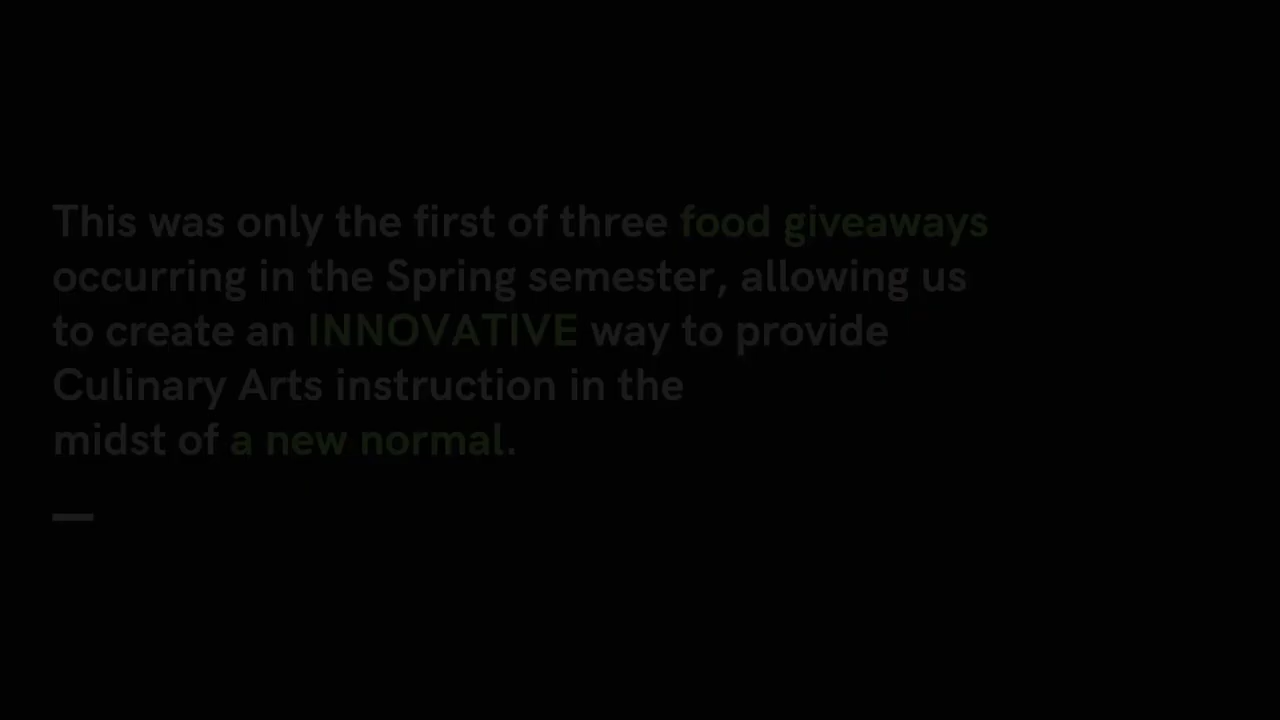 This was only the first of three food giveaways
occurring in the Spring semester, allowing us
to create an INNOVATIVE way to provide
Culinary Arts instruction in the
midst of a new normal.